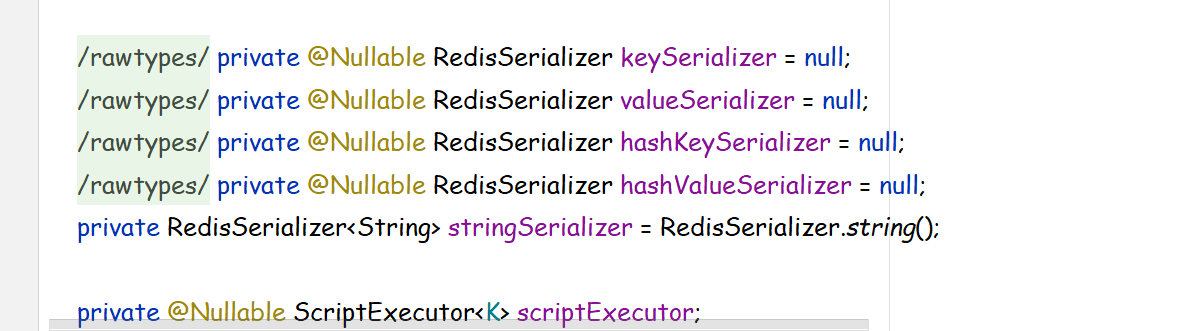 /rawtypes/ private @Nullable RedisSerializer keySerializer = null;
/rawtypes/ private @Nullable RedisSerializer valueSerializer = null;
/rawtypes/ private @Nullable RedisSerializer hashKeySerializer = null;
/rawtypes/ private @Nullable RedisSerializer hashValueSerializer = null;
private RedisSerializer<String> stringSerializer = RedisSerializer.string();
private @Nullable ScriptExecutor<K> scriptExecutor;